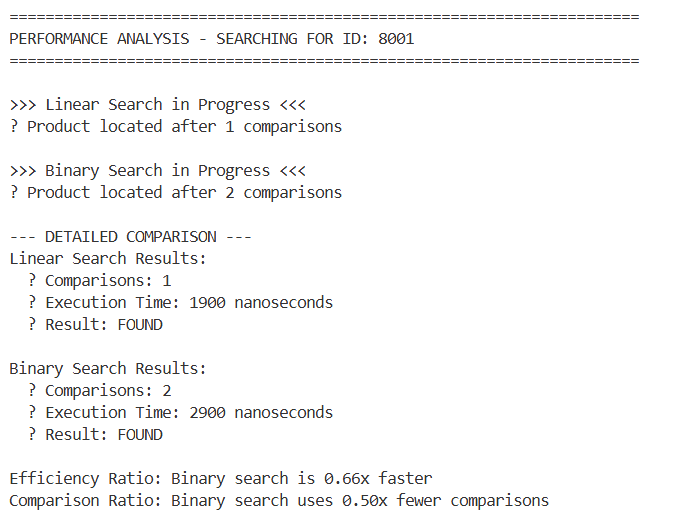 ======================================================================
PERFORMANCE ANALYSIS - SEARCHING FOR ID: 8001
======================================================================
>>> Linear Search in Progress <<<
? Product located after 1 comparisons
>>> Binary Search in Progress <<<
? Product located after 2 comparisons
--- DETAILED COMPARISON ---
Linear Search Results:
? Comparisons: 1
? Execution Time: 1900 nanoseconds
? Result: FOUND
Binary Search Results:
? Comparisons: 2
? Execution Time: 2900 nanoseconds
? Result: FOUND
Efficiency Ratio: Binary search is 0.66x faster
Comparison Ratio: Binary search uses 0.50x fewer comparisons